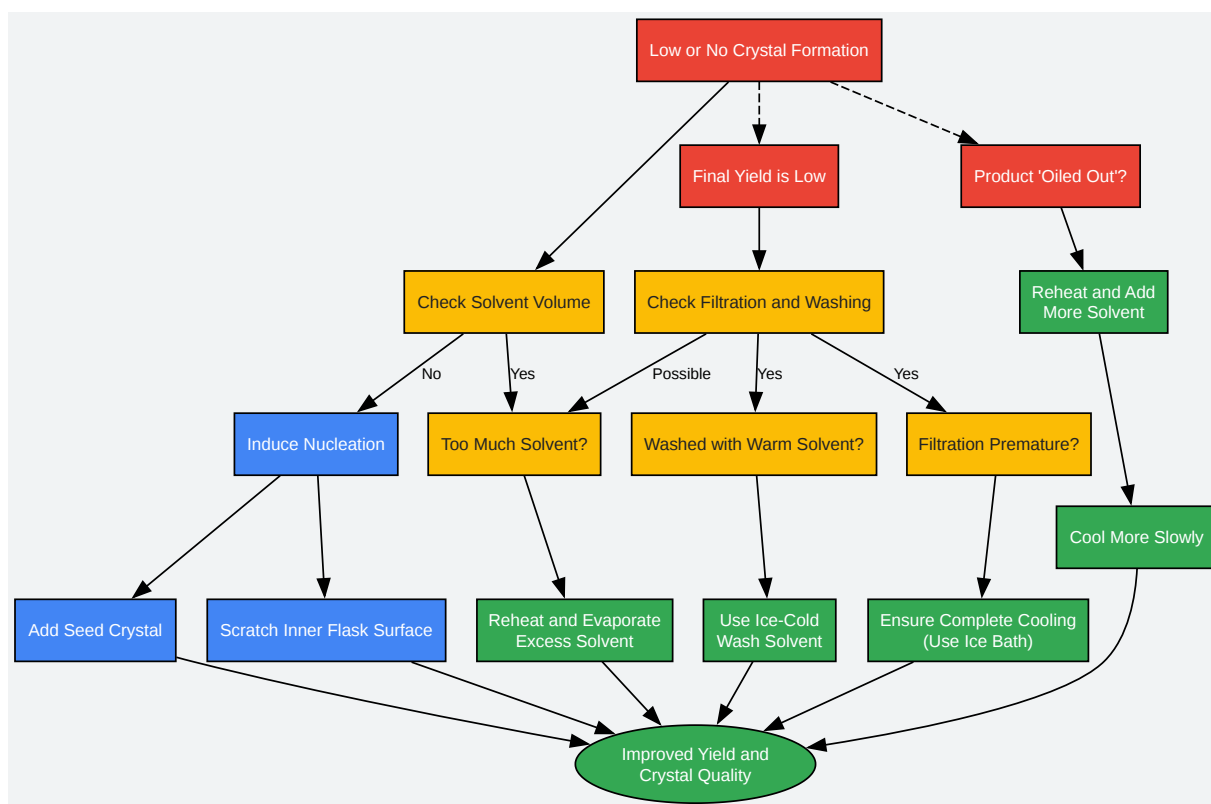 Low or No Crystal Formation
Final Yield is Low
Product 'Oiled Out'?
Check Solvent Volume
Check Filtration and Washing
Reheat and Add
More Solvent
No
Yes
Possible
Yes
Yes
Induce Nucleation
Too Much Solvent?
Washed with Warm Solvent?
Filtration Premature?
Cool More Slowly
Add Seed Crystal
Scratch Inner Flask Surface
Reheat and Evaporate
Excess Solvent
Use Ice-Cold
Wash Solvent
Ensure Complete Cooling
(Use Ice Bath)
Improved Yield and
Crystal Quality